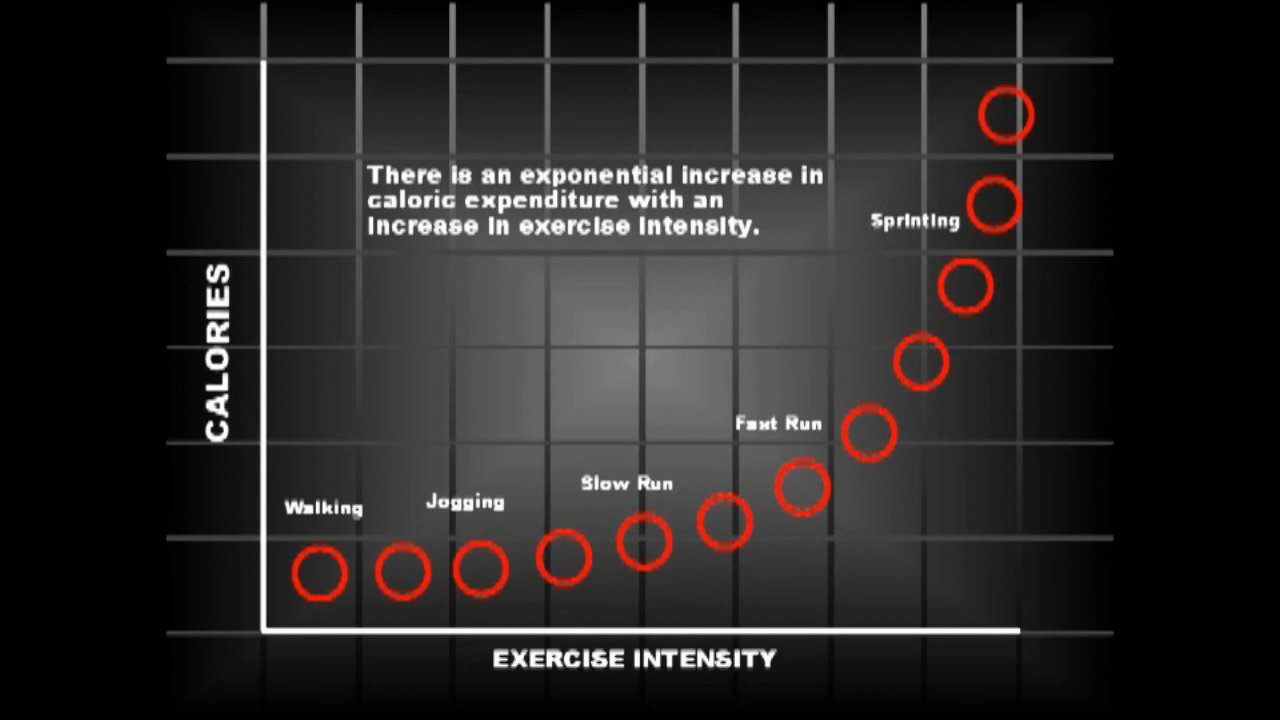 There is an exponential increase in
caloric expenditure with an
increase in exercise intensity.
Sprinting
CALORIES
Fast Run
Slow Run
Jogging
Walking
EXERCISE INTENSITY